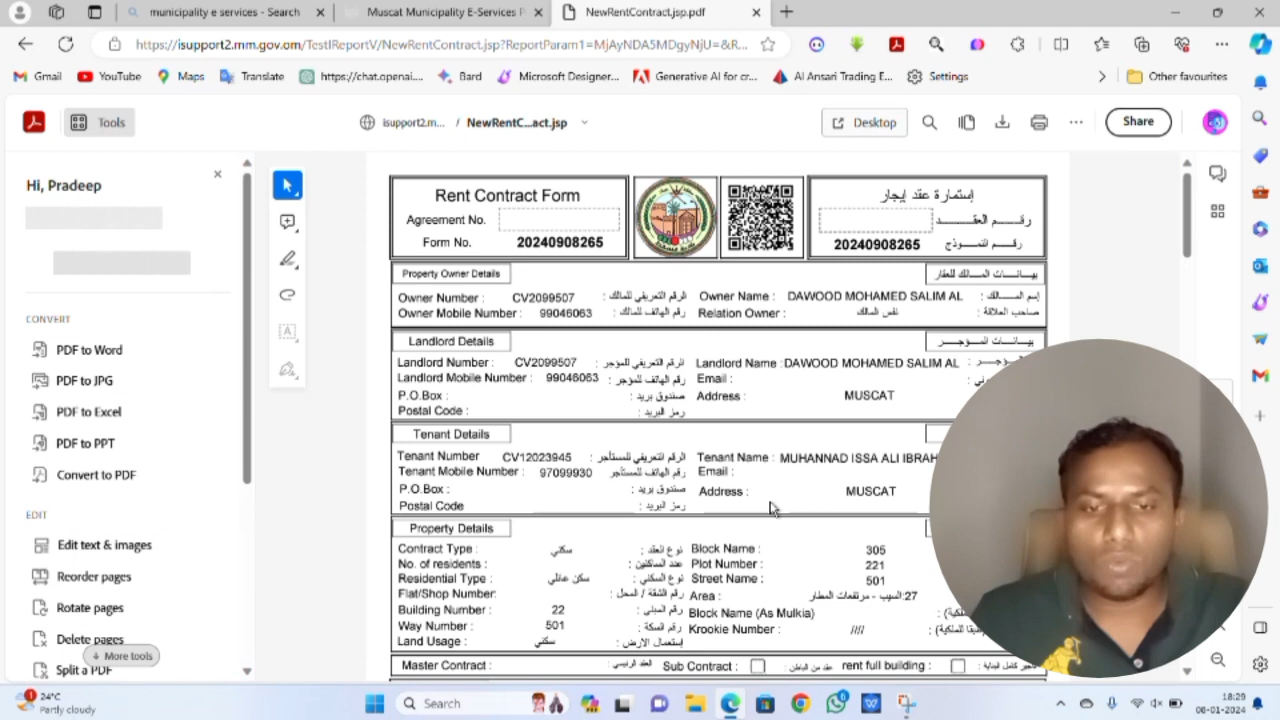 municipality e services - Search
Muscat Municipality E-Services P
NewRentContract.jsp.pdf
https://isupport2.mm.gov.om/TestIReportV/NewRentContract.jsp?ReportParam1=MjAyNDA5MDgyNjU=&R...
Gmail YouTube Maps Translate https://chat.openai... Bard Microsoft Designer... Generative AI for cr... Al Ansari Trading E... Settings Other favourites
Tools
isupport2.m... / NewRentC...act.jsp
Desktop
Share
Hi, Pradeep
CONVERT
PDF to Word
PDF to JPG
PDF to Excel
PDF to PPT
Convert to PDF
EDIT
Edit text & images
Reorder pages
Rotate pages
Delete pages
More tools
Split a PDF
Rent Contract Form
Agreement No.
Form No. 20240908265
إستمارة عقد إيجار
رقم العقد
20240908265 رقم النموذج
Property Owner Details بيانات المالك للعقار
Owner Number : CV2099507 الرقم التعريفي للمالك : Owner Name : DAWOOD MOHAMED SALIM AL إسم المالك :
Owner Mobile Number : 99046063 رقم الهاتف للمالك : Relation Owner : نفس المالك صاحب العلاقة :
Landlord Details بيانات المؤجر
Landlord Number : CV2099507 الرقم التعريفي للمؤجر : Landlord Name : DAWOOD MOHAMED SALIM AL
Landlord Mobile Number : 99046063 رقم الهاتف للمؤجر : Email :
P.O.Box : صندوق بريد : Address : MUSCAT
Postal Code : رمز البريد :
Tenant Details
Tenant Number CV12023945 الرقم التعريفي للمستأجر : Tenant Name : MUHANNAD ISSA ALI IBRAH
Tenant Mobile Number : 97099930 رقم الهاتف للمستأجر Email :
P.O.Box : صندوق بريد : Address : MUSCAT
Postal Code رمز البريد :
Property Details
Contract Type : سكني نوع العقد : Block Name : 305
No. of residents : عدد الساكنين : Plot Number : 221
Residential Type : سكن عائلي نوع السكني : Street Name : 501
Flat/Shop Number: رقم الشقة / المحل : Area : 27:السيب - مرتفعات المطار
Building Number : 22 رقم المبنى : Block Name (As Mulkia)
Way Number : 501 رقم السكة : Krookie Number : ////
Land Usage : سكني إستعمال الارض :
Master Contract : العقد الرئيسي : Sub Contract : عقد من الباطن : rent full building :
24°C
Partly cloudy
Search
18:29
08-01-2024